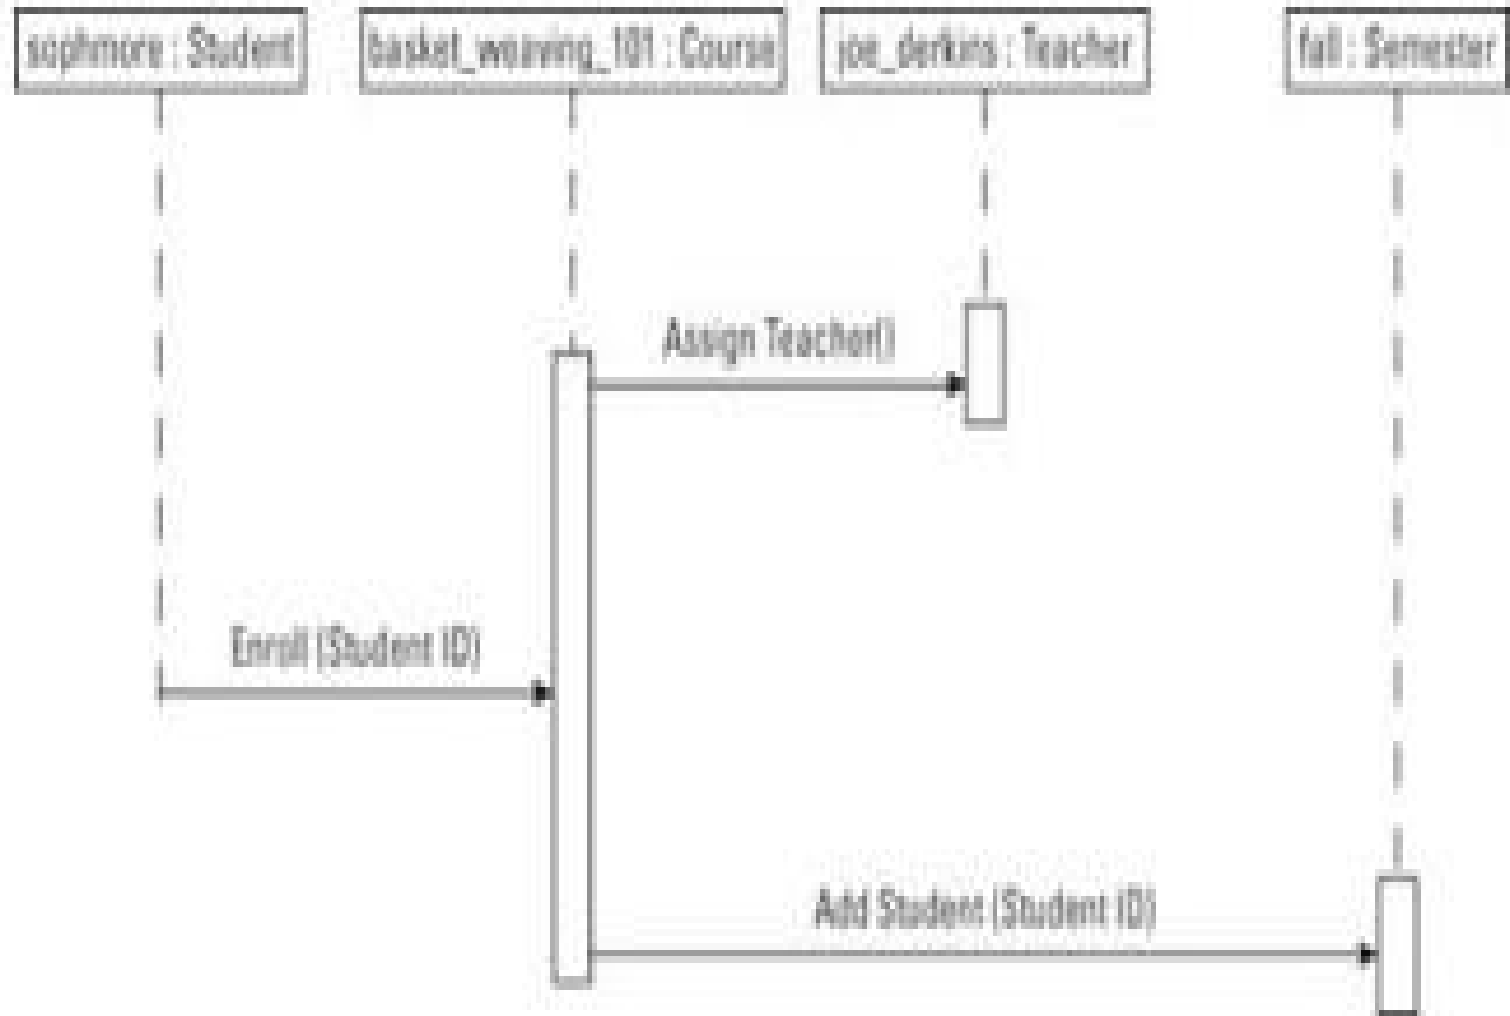 sophmore : Student
basket_weaving_101 : Course
joe_derkins : Teacher
fall : Semester
Assign Teacher()
Enroll (Student ID)
Add Student (Student ID)